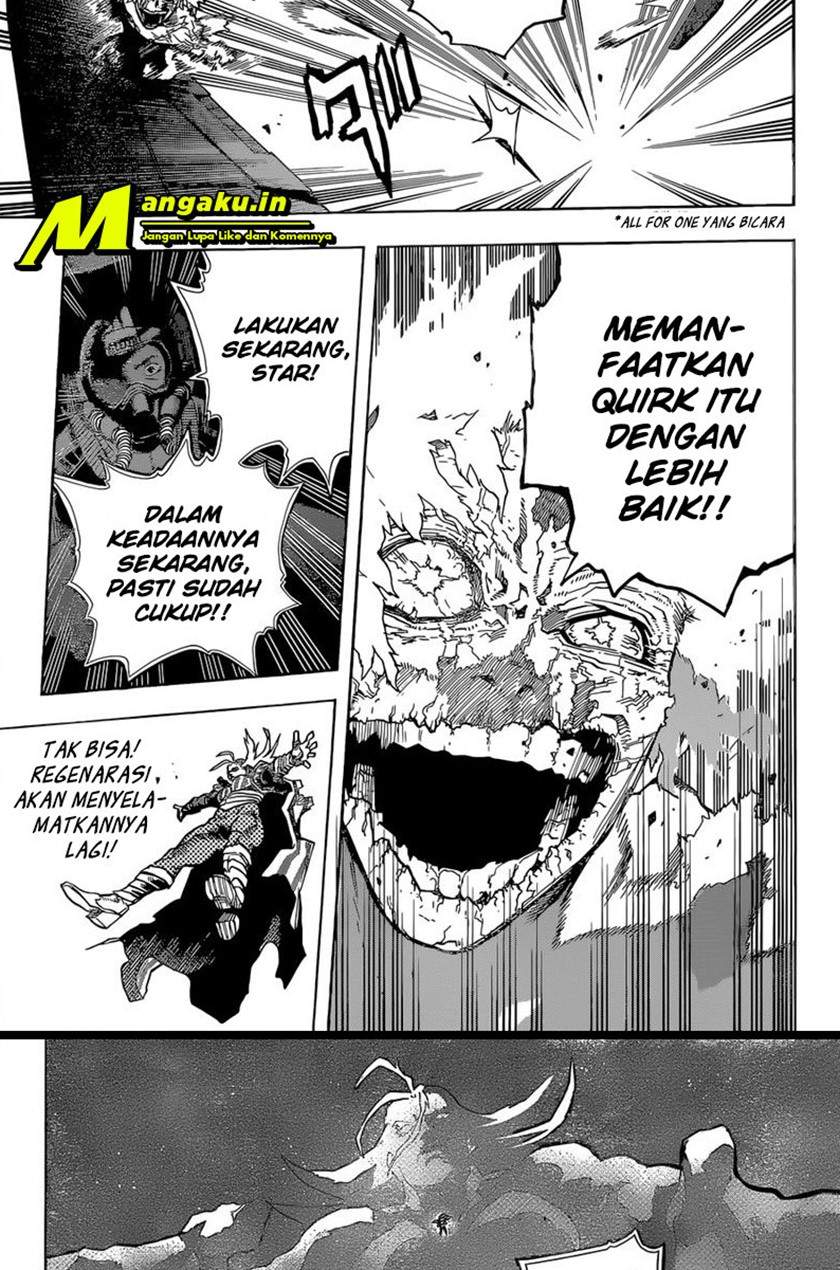 Mangaku.in
Jangan Lupa Like dan Komennya
*ALL FOR ONE YANG BICARA
MEMAN-
FAATKAN
QUIRK ITU
DENGAN
LEBIH
BAIK!!
LAKUKAN
SEKARANG,
STAR!
DALAM
KEADAANNYA
SEKARANG,
PASTI SUDAH
CUKUP!!
TAK BISA!
REGENARASI,
AKAN MENYELA-
MATKANNYA
LAGI!